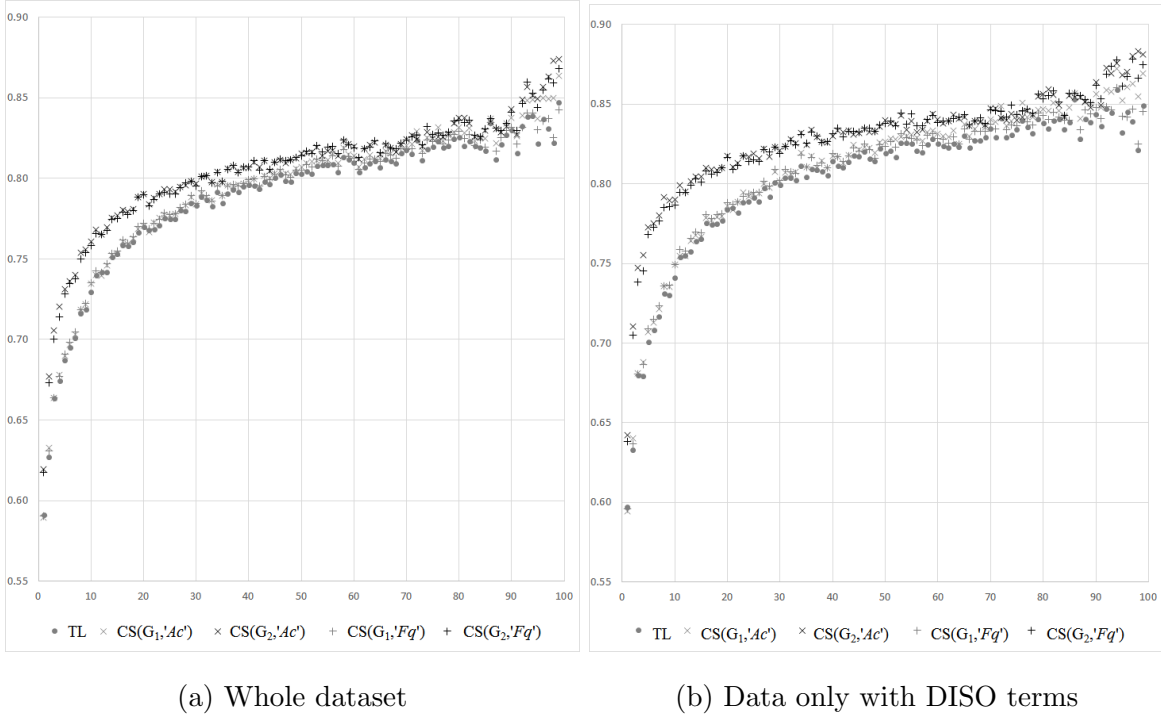 0.90
0.85
0.80
0.75
0.70
0.65
0.60
0.55
0 10 20 30 40 50 60 70 80 90 100
TL CS(G1,'Ac') CS(G2,'Ac') CS(G1,'Fq') CS(G2,'Fq')
(a) Whole dataset
0.90
0.85
0.80
0.75
0.70
0.65
0.60
0.55
0 10 20 30 40 50 60 70 80 90 100
TL CS(G1,'Ac') CS(G2,'Ac') CS(G1,'Fq') CS(G2,'Fq')
(b) Data only with DISO terms